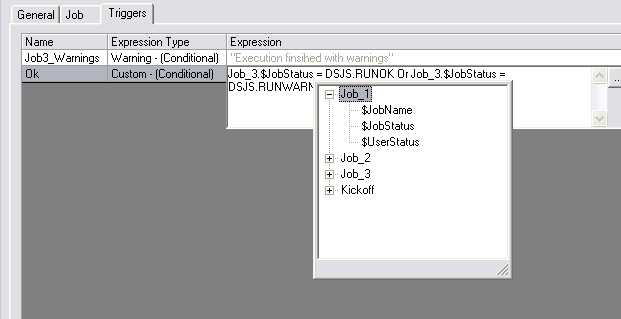 General Job Triggers
Name Expression Type Expression
Job3_Warnings Warning - (Conditional) "Execution finsihed with warnings"
Ok Custom - (Conditional) Job_3.$JobStatus = DSJS.RUNOK Or Job_3.$JobStatus =
DSJS.RUNWARN
Job_1
$JobName
$JobStatus
$UserStatus
Job_2
Job_3
Kickoff